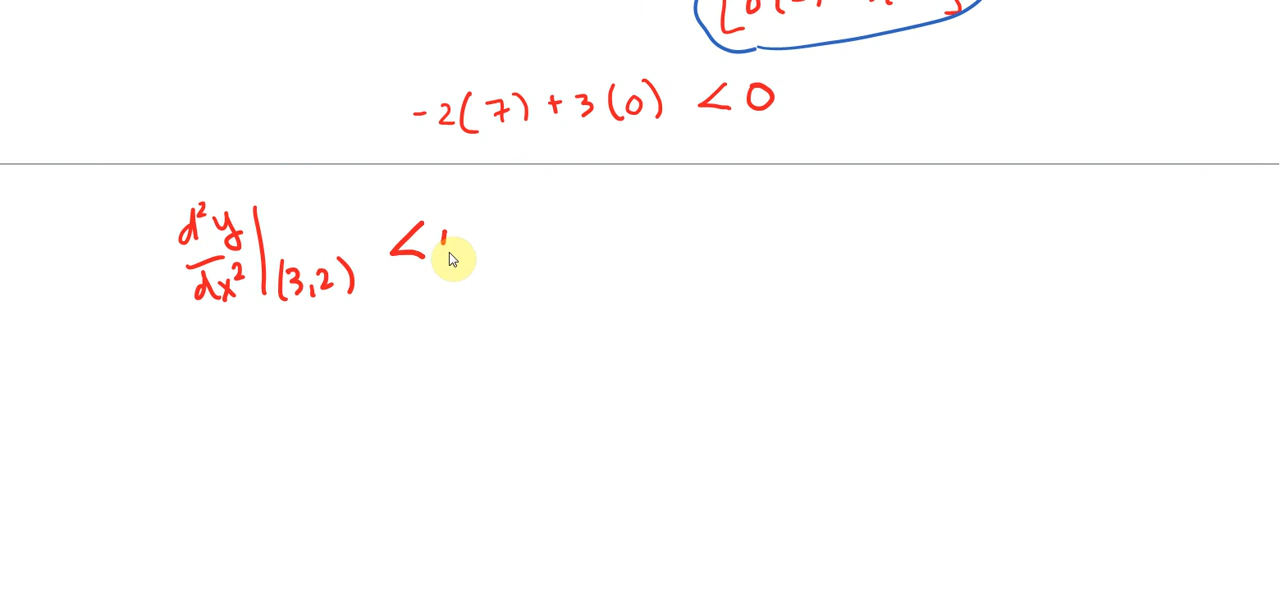 -2(7) + 3(0) < 0
d²y
dx² | (3,2) <